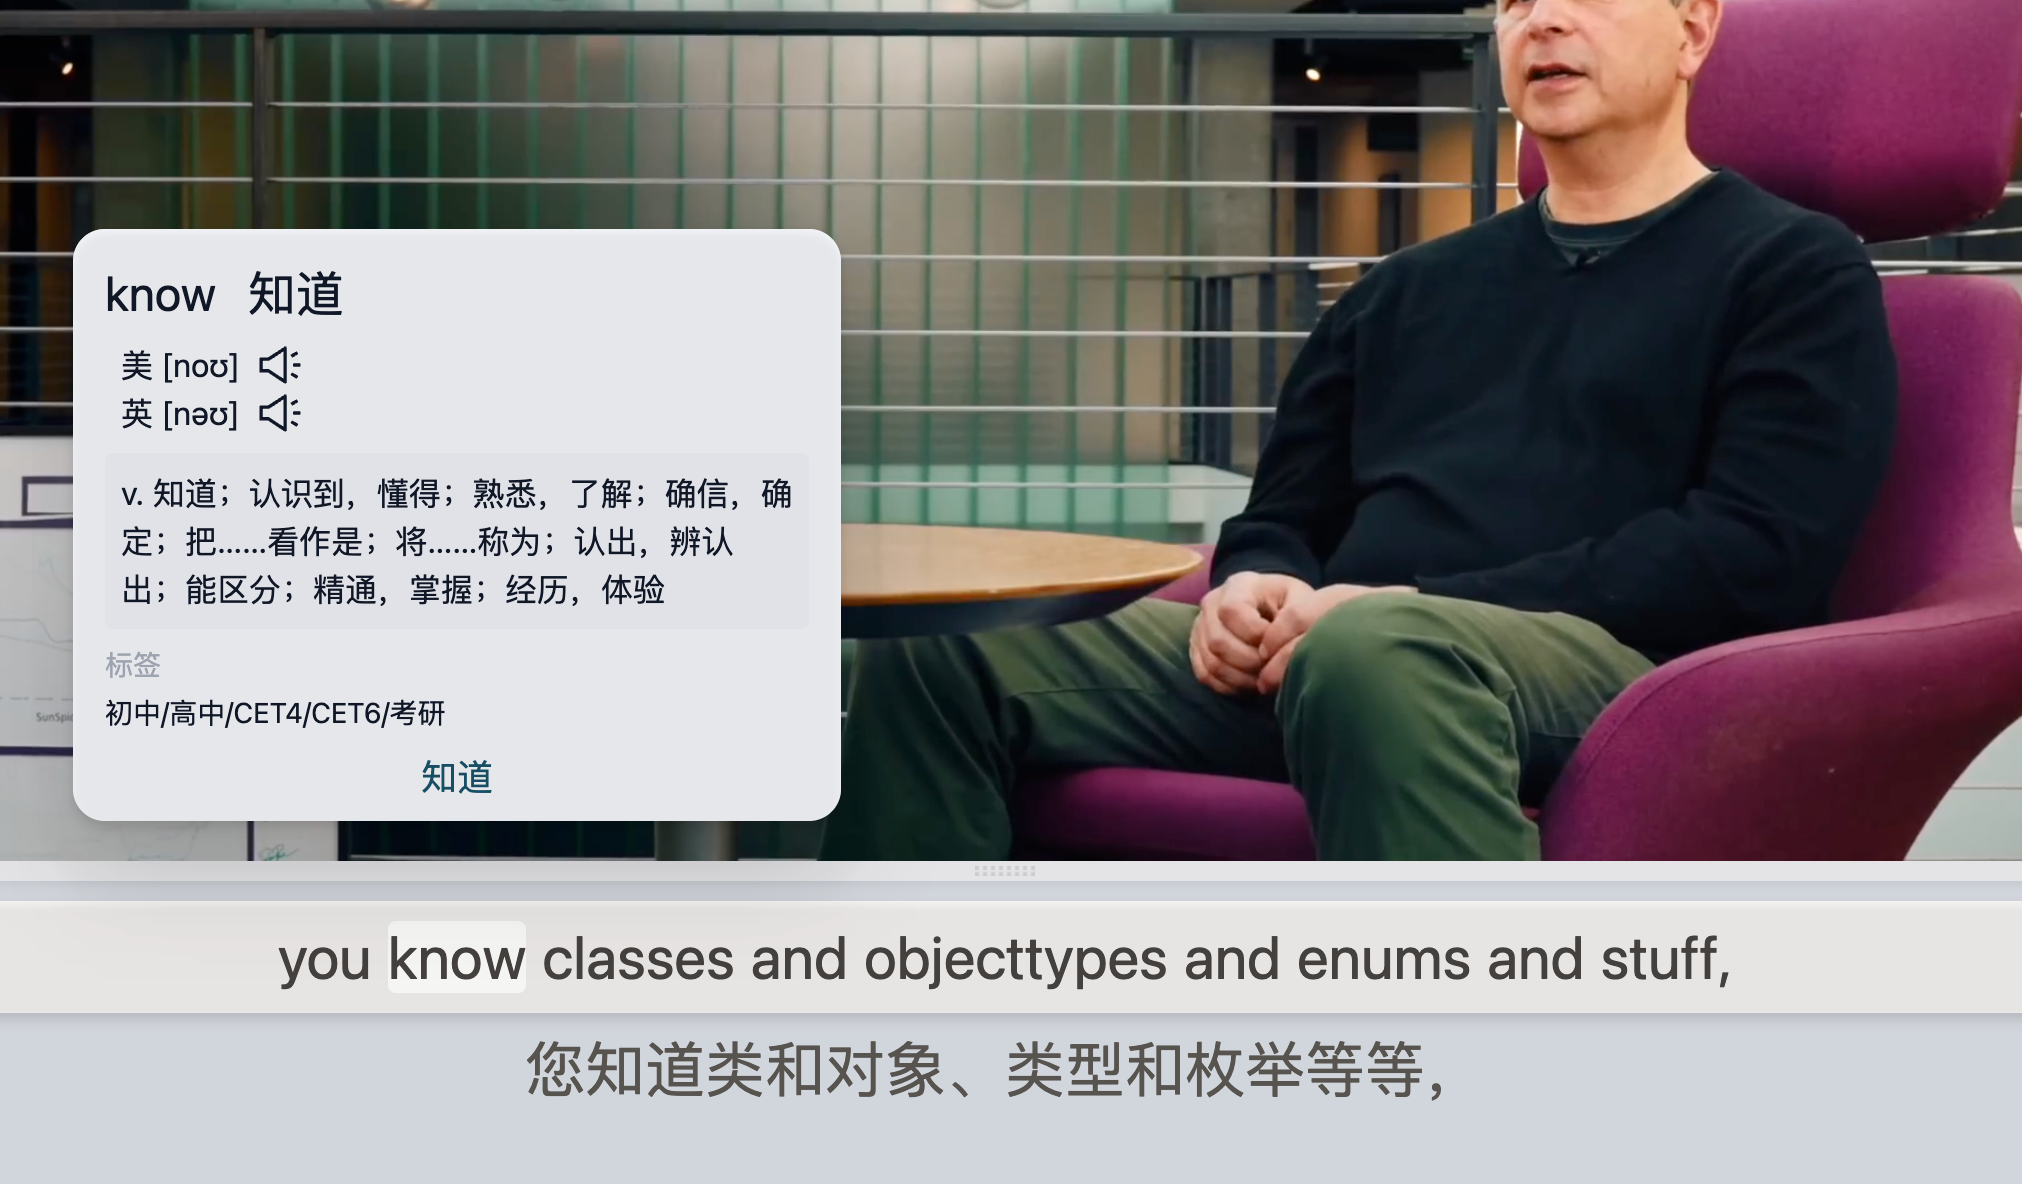 know 知道
美 [noʊ]
英 [nəʊ]
v. 知道；认识到，懂得；熟悉，了解；确信，确
定；把……看作是；将……称为；认出，辨认
出；能区分；精通，掌握；经历，体验
标签
初中/高中/CET4/CET6/考研
知道
you know classes and objecttypes and enums and stuff,
您知道类和对象、类型和枚举等等，